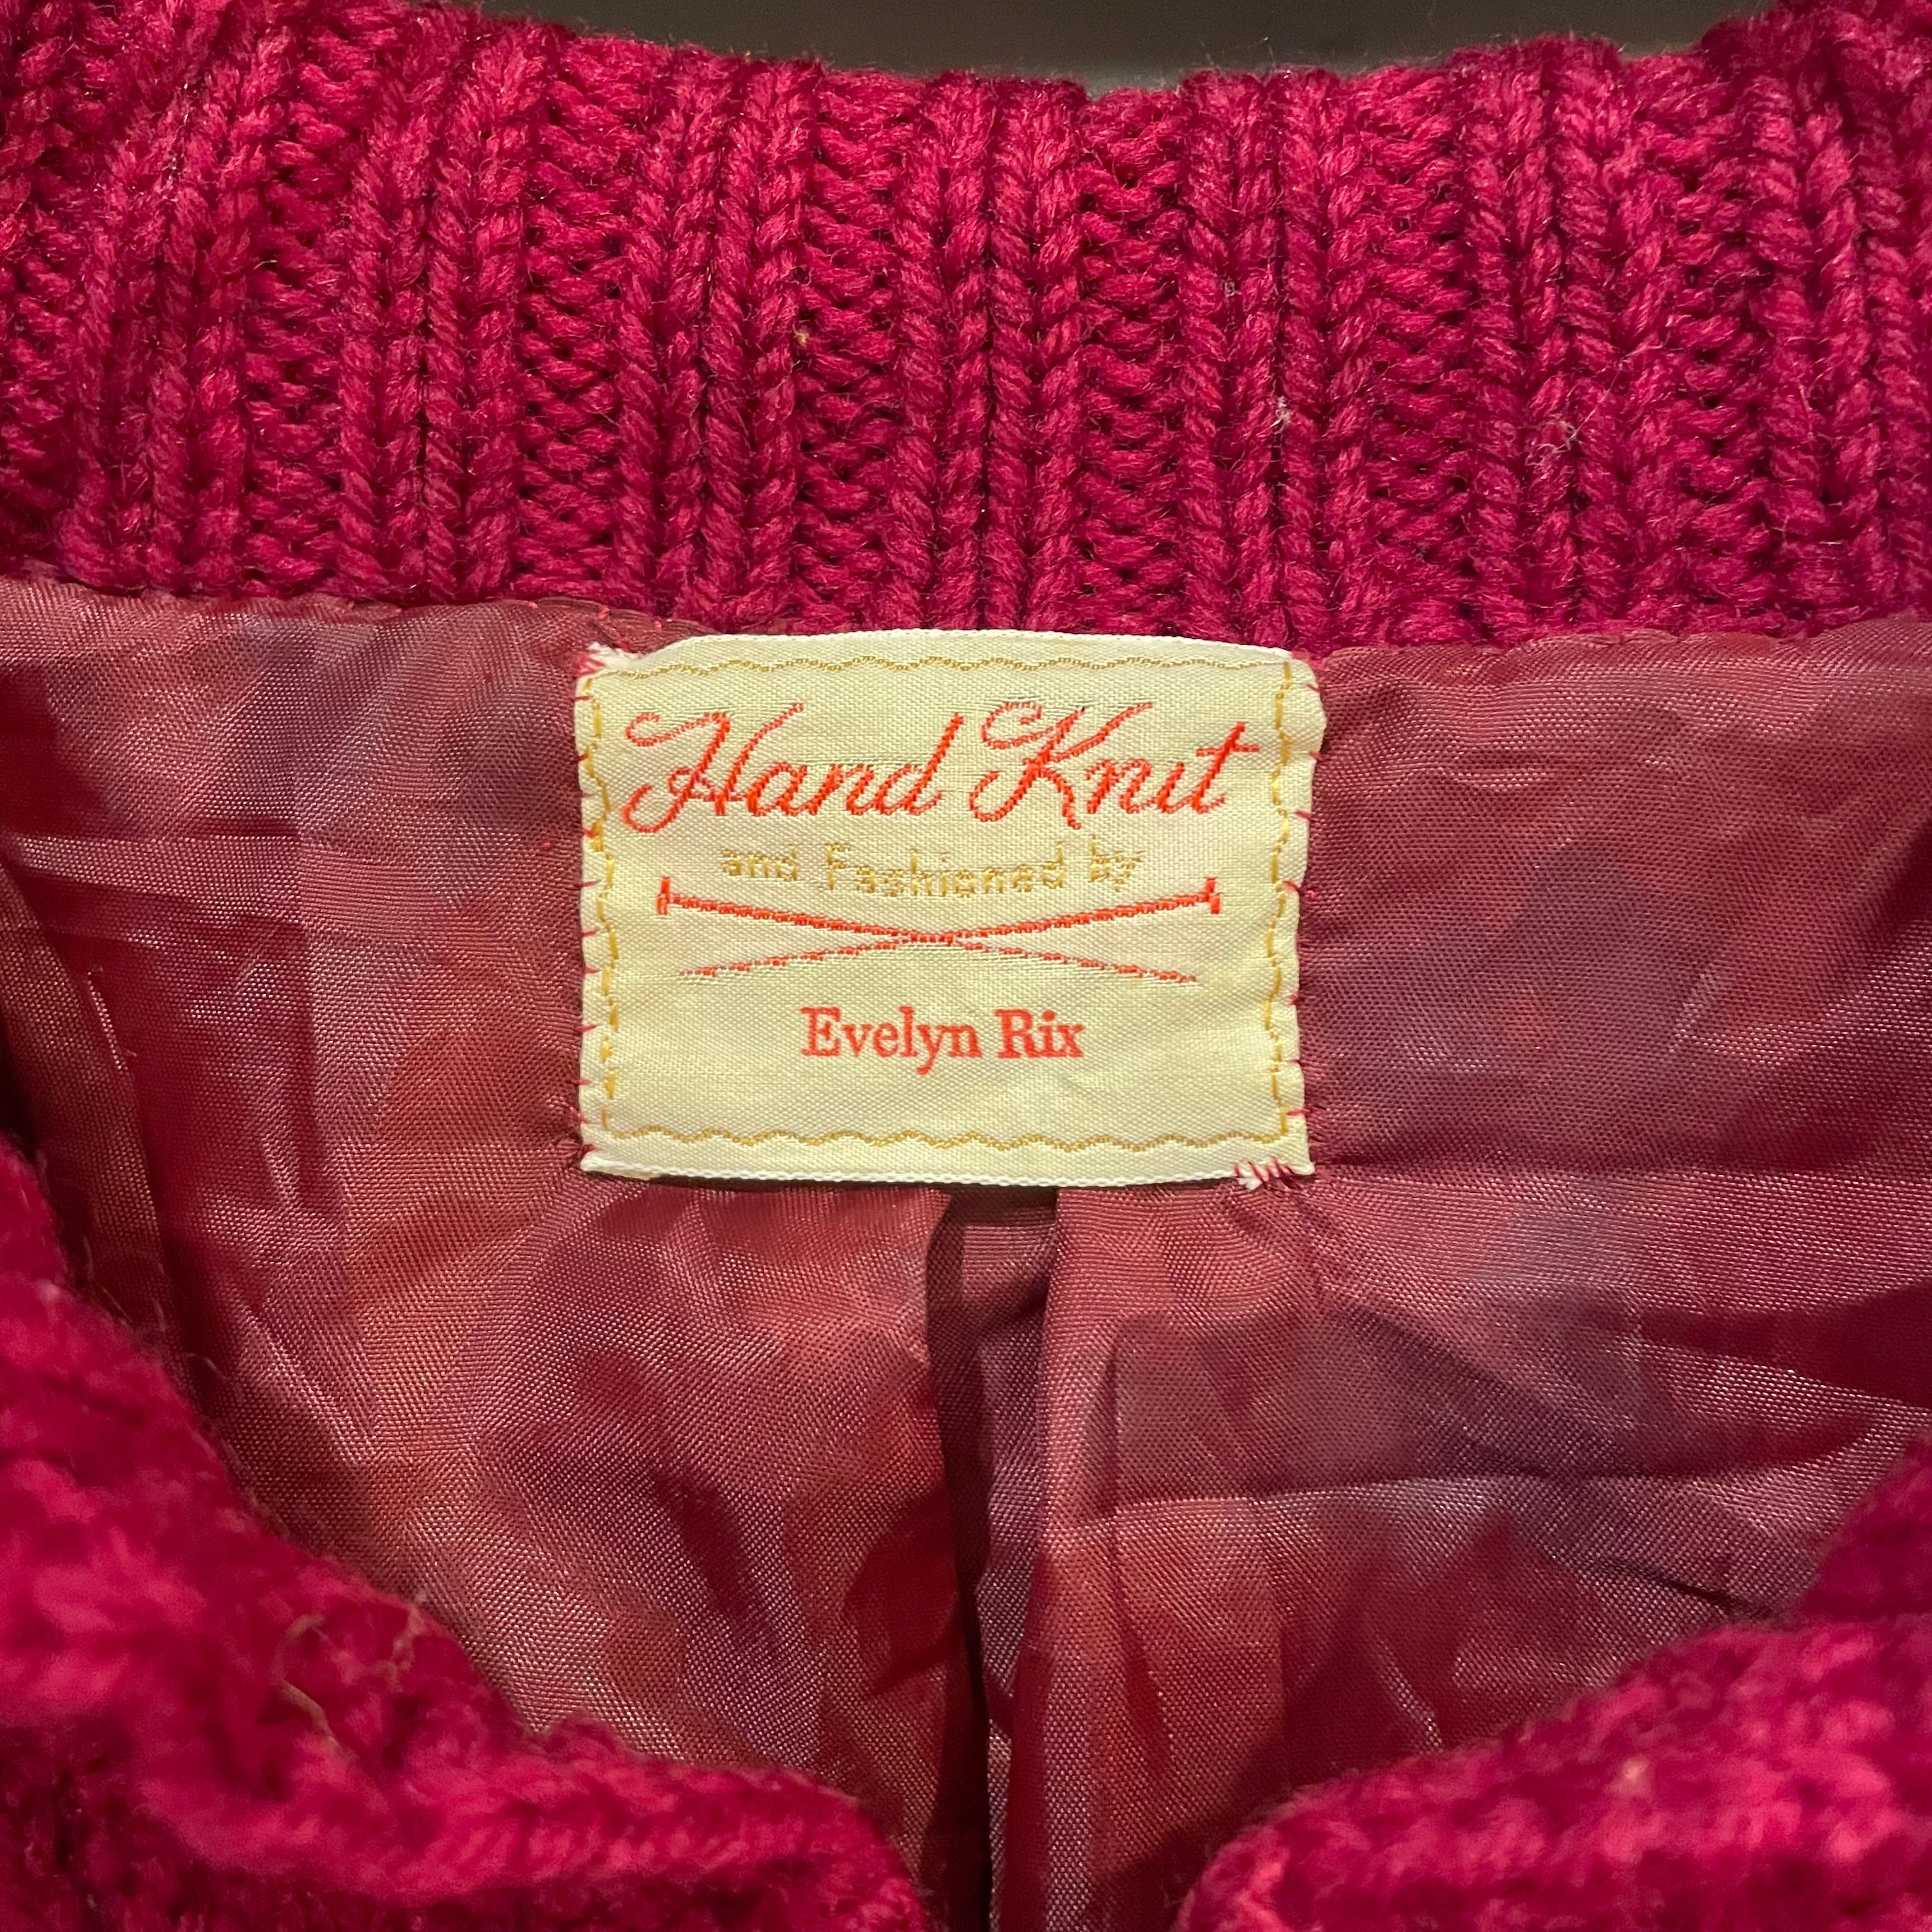 Hand Knit
and Fashioned by
Evelyn Rix